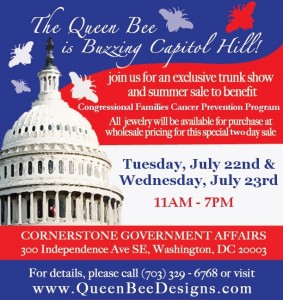 The Queen Bee
is Buzzing Capitol Hill!
join us for an exclusive trunk show
and summer sale to benefit
Congressional Families Cancer Prevention Program
All jewelry will be available for purchase at
wholesale pricing for this special two day sale
Tuesday, July 22nd &
Wednesday, July 23rd
11AM - 7PM
CORNERSTONE GOVERNMENT AFFAIRS
300 Independence Ave SE, Washington, DC 20003
For details, please call (703) 329 - 6768 or visit
www.QueenBeeDesigns.com